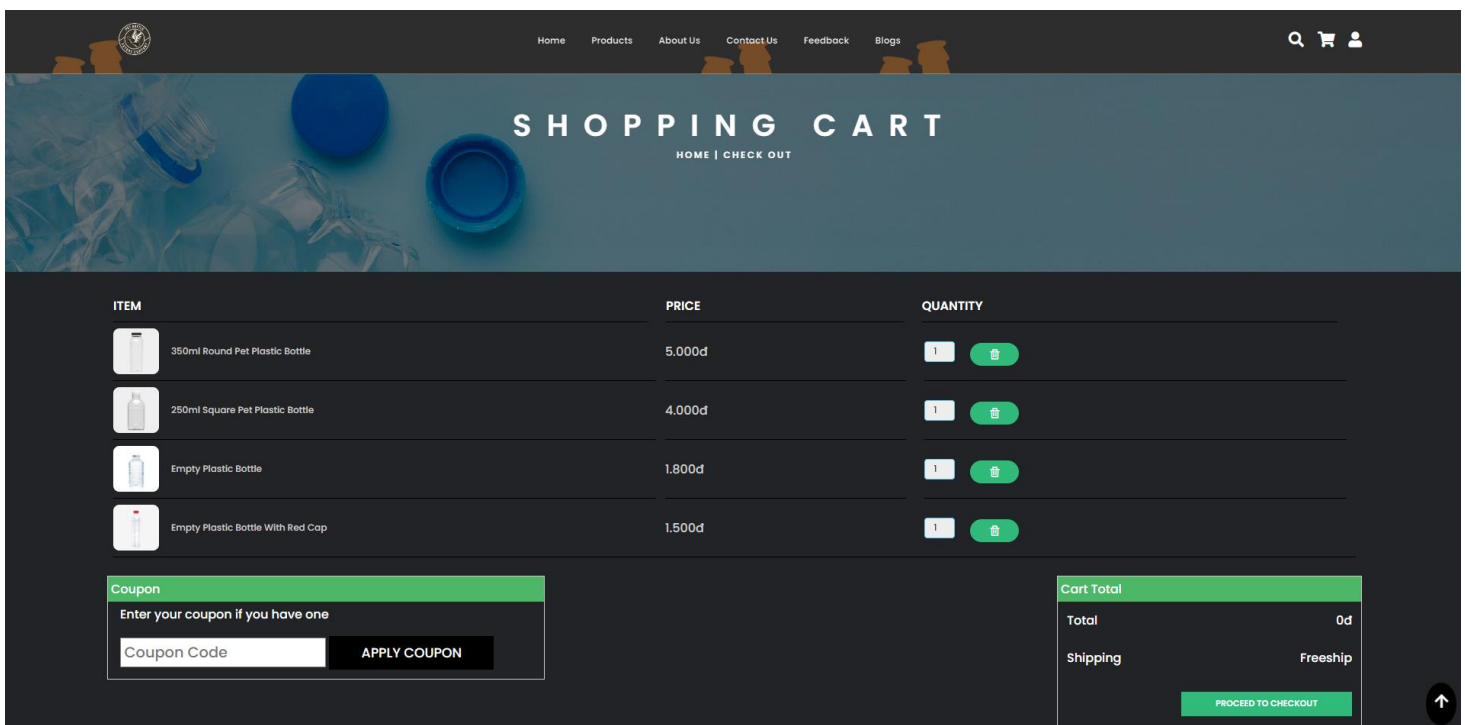 Home Products About Us Contact Us Feedback Blogs
SHOPPING CART
HOME | CHECK OUT
ITEM PRICE QUANTITY
350ml Round Pet Plastic Bottle 5.000đ 1
250ml Square Pet Plastic Bottle 4.000đ 1
Empty Plastic Bottle 1.800đ 1
Empty Plastic Bottle With Red Cap 1.500đ 1
Coupon
Enter your coupon if you have one
Coupon Code APPLY COUPON
Cart Total
Total 0đ
Shipping Freeship
PROCEED TO CHECKOUT